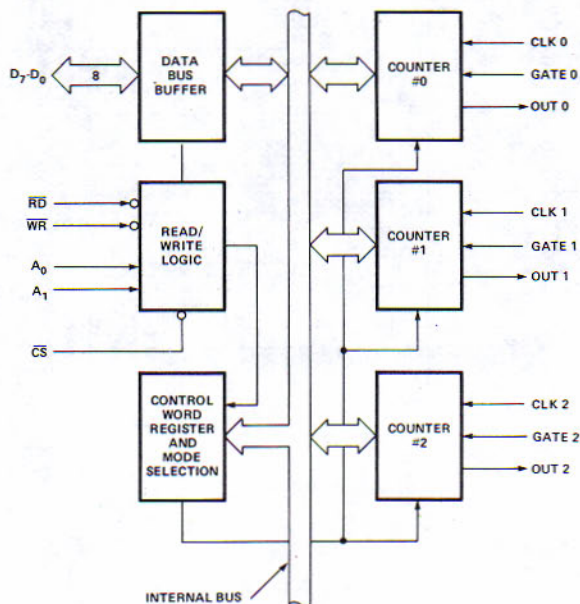 D7-D0
8
DATA
BUS
BUFFER
COUNTER
#0
CLK 0
GATE 0
OUT 0
RD
WR
A0
A1
CS
READ/
WRITE
LOGIC
COUNTER
#1
CLK 1
GATE 1
OUT 1
CONTROL
WORD
REGISTER
AND
MODE
SELECTION
COUNTER
#2
CLK 2
GATE 2
OUT 2
INTERNAL BUS